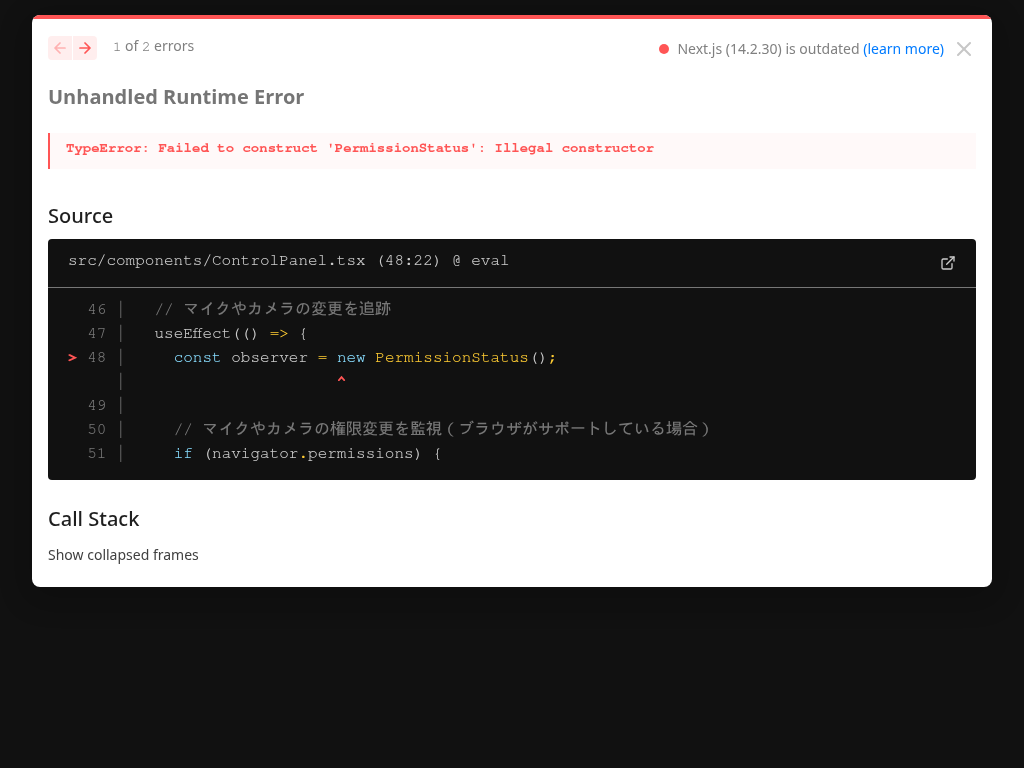 1 of 2 errors
Next.js (14.2.30) is outdated (learn more)
Unhandled Runtime Error
TypeError: Failed to construct 'PermissionStatus': Illegal constructor
Source
src/components/ControlPanel.tsx (48:22) @ eval
46 | // マイクやカメラの変更を追跡
47 | useEffect(() => {
> 48 | const observer = new PermissionStatus();
| ^
49 |
50 | // マイクやカメラの権限変更を監視（ブラウザがサポートしている場合）
51 | if (navigator.permissions) {
Call Stack
Show collapsed frames